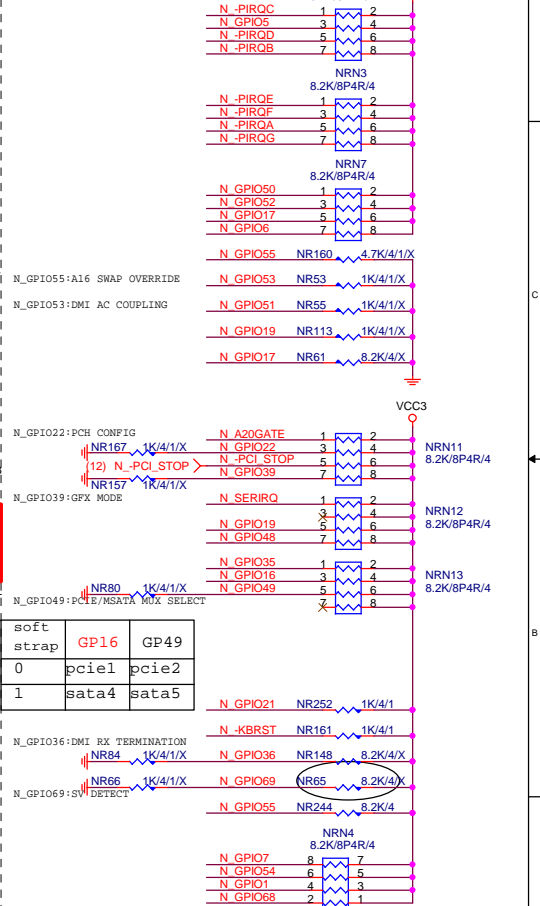 N_-PIRQC 1 2
N_GPIO5 3 4
N_-PIRQD 5 6
N_-PIRQB 7 8
NRN3
8.2K/8P4R/4
N_-PIRQE 1 2
N_-PIRQF 3 4
N_-PIRQA 5 6
N_-PIRQG 7 8
NRN7
8.2K/8P4R/4
N_GPIO50 1 2
N_GPIO52 3 4
N_GPIO17 5 6
N_GPIO6 7 8
N_GPIO55 NR160 4.7K/4/1/X
N_GPIO55:A16 SWAP OVERRIDE N_GPIO53 NR53 1K/4/1/X
C
N_GPIO53:DMI AC COUPLING N_GPIO51 NR55 1K/4/1/X
N_GPIO19 NR113 1K/4/1/X
N_GPIO17 NR61 8.2K/4/X
VCC3
N_GPIO22:PCH CONFIG N_A20GATE 1 2
NR167 1K/4/1/X N_GPIO22 3 4 NRN11
(12) N_-PCI_STOP N_-PCI_STOP 5 6 8.2K/8P4R/4
N_GPIO39 7 8
NR157 1K/4/1/X
N_GPIO39:GFX MODE N_SERIRQ 1 2
3 4 NRN12
N_GPIO19 5 6 8.2K/8P4R/4
N_GPIO48 7 8
N_GPIO35 1 2
N_GPIO16 3 4 NRN13
NR80 1K/4/1/X N_GPIO49 5 6 8.2K/8P4R/4
N_GPIO49:PCIE/MSATA MUX SELECT 7 8
soft strap GP16 GP49
B
0 pcie1 pcie2
1 sata4 sata5
N_GPIO21 NR252 1K/4/1
N_-KBRST NR161 1K/4/1
N_GPIO36:DMI RX TERMINATION
NR84 1K/4/1/X N_GPIO36 NR148 8.2K/4/X
NR66 1K/4/1/X N_GPIO69 NR65 8.2K/4/X
N_GPIO69:SV DETECT
N_GPIO55 NR244 8.2K/4
NRN4
8.2K/8P4R/4
N_GPIO7 8 7
N_GPIO54 6 5
N_GPIO1 4 3
N_GPIO68 2 1